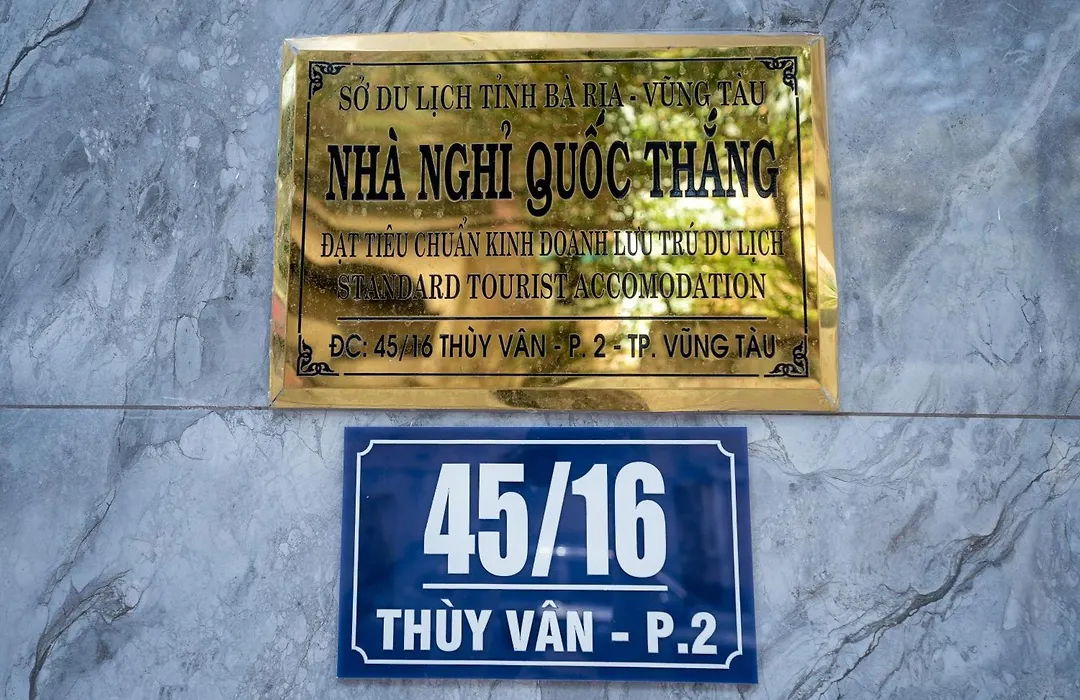 SỞ DU LỊCH TỈNH BÀ RỊA - VŨNG TÀU
NHÀ NGHỈ QUỐC THẮNG
ĐẠT TIÊU CHUẨN KINH DOANH LƯU TRÚ DU LỊCH
STANDARD TOURIST ACCOMODATION
ĐC: 45/16 THÙY VÂN - P. 2 - TP. VŨNG TÀU
45/16
THÙY VÂN - P.2